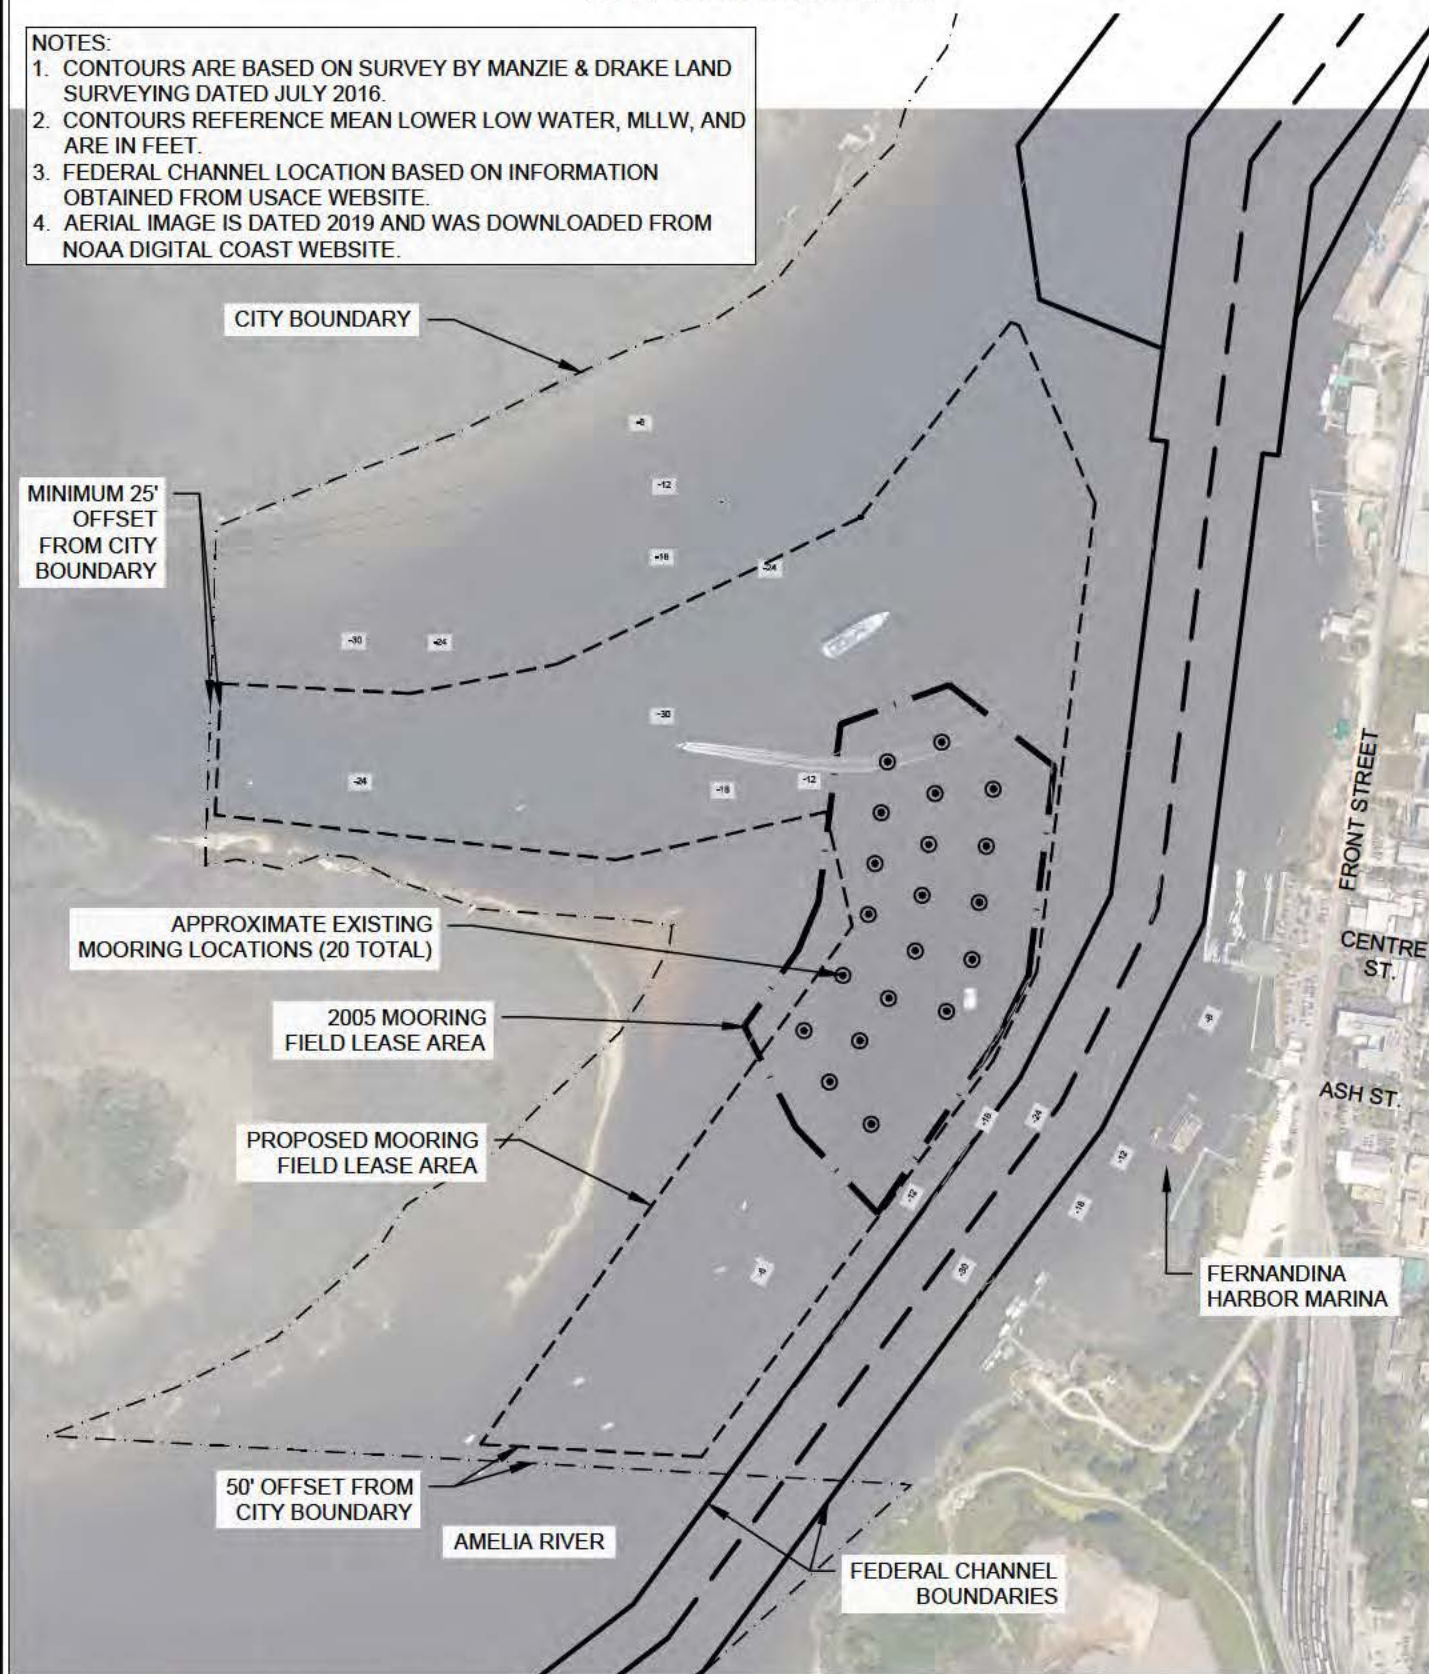 NOTES:
1. CONTOURS ARE BASED ON SURVEY BY MANZIE & DRAKE LAND
SURVEYING DATED JULY 2016.
2. CONTOURS REFERENCE MEAN LOWER LOW WATER, MLLW, AND
ARE IN FEET.
3. FEDERAL CHANNEL LOCATION BASED ON INFORMATION
OBTAINED FROM USACE WEBSITE.
4. AERIAL IMAGE IS DATED 2019 AND WAS DOWNLOADED FROM
NOAA DIGITAL COAST WEBSITE.
CITY BOUNDARY
-12
MINIMUM 25'
OFFSET
FROM CITY
BOUNDARY
-18
-24
-30
-24
-30
-24
-18
-12
FRONT STREET
APPROXIMATE EXISTING
MOORING LOCATIONS (20 TOTAL)
CENTRE
ST.
2005 MOORING
FIELD LEASE AREA
ASH ST.
-18
-24
PROPOSED MOORING
FIELD LEASE AREA
-12
-12
-18
-30
FERNANDINA
HARBOR MARINA
50' OFFSET FROM
CITY BOUNDARY
AMELIA RIVER
FEDERAL CHANNEL
BOUNDARIES